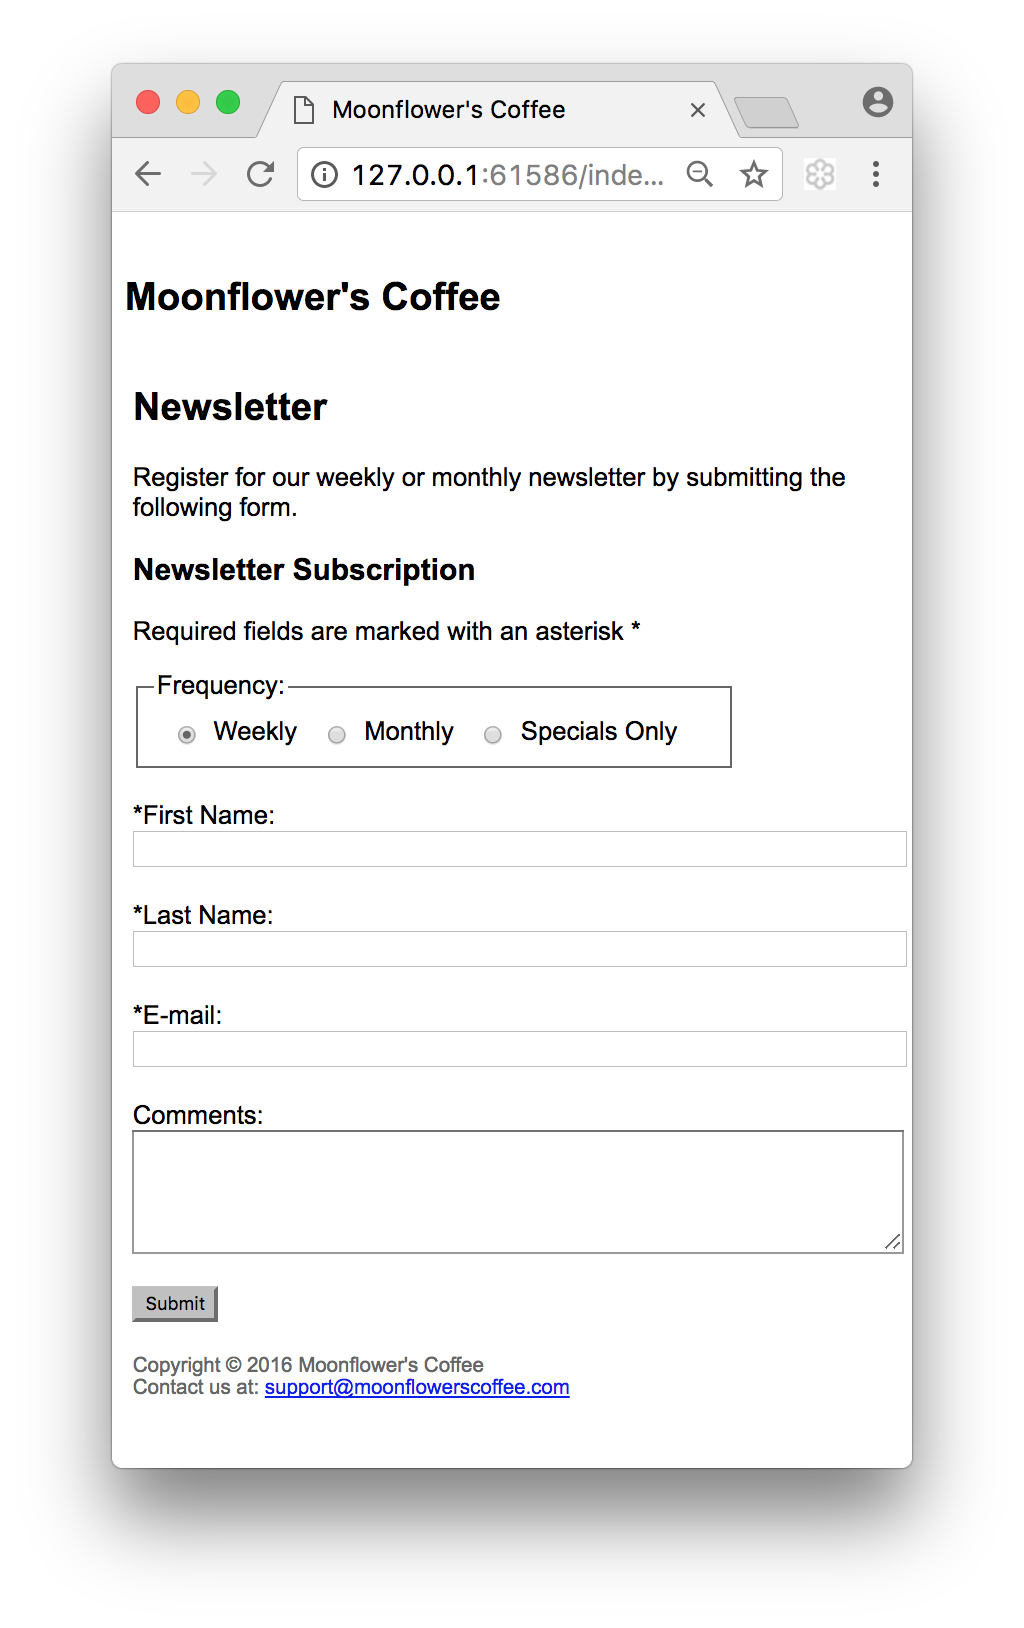 Moonflower's Coffee
127.0.0.1:61586/inde...
Moonflower's Coffee
Newsletter
Register for our weekly or monthly newsletter by submitting the
following form.
Newsletter Subscription
Required fields are marked with an asterisk *
Frequency:
Weekly Monthly Specials Only
*First Name:
*Last Name:
*E-mail:
Comments:
Submit
Copyright © 2016 Moonflower's Coffee
Contact us at: support@moonflowerscoffee.com